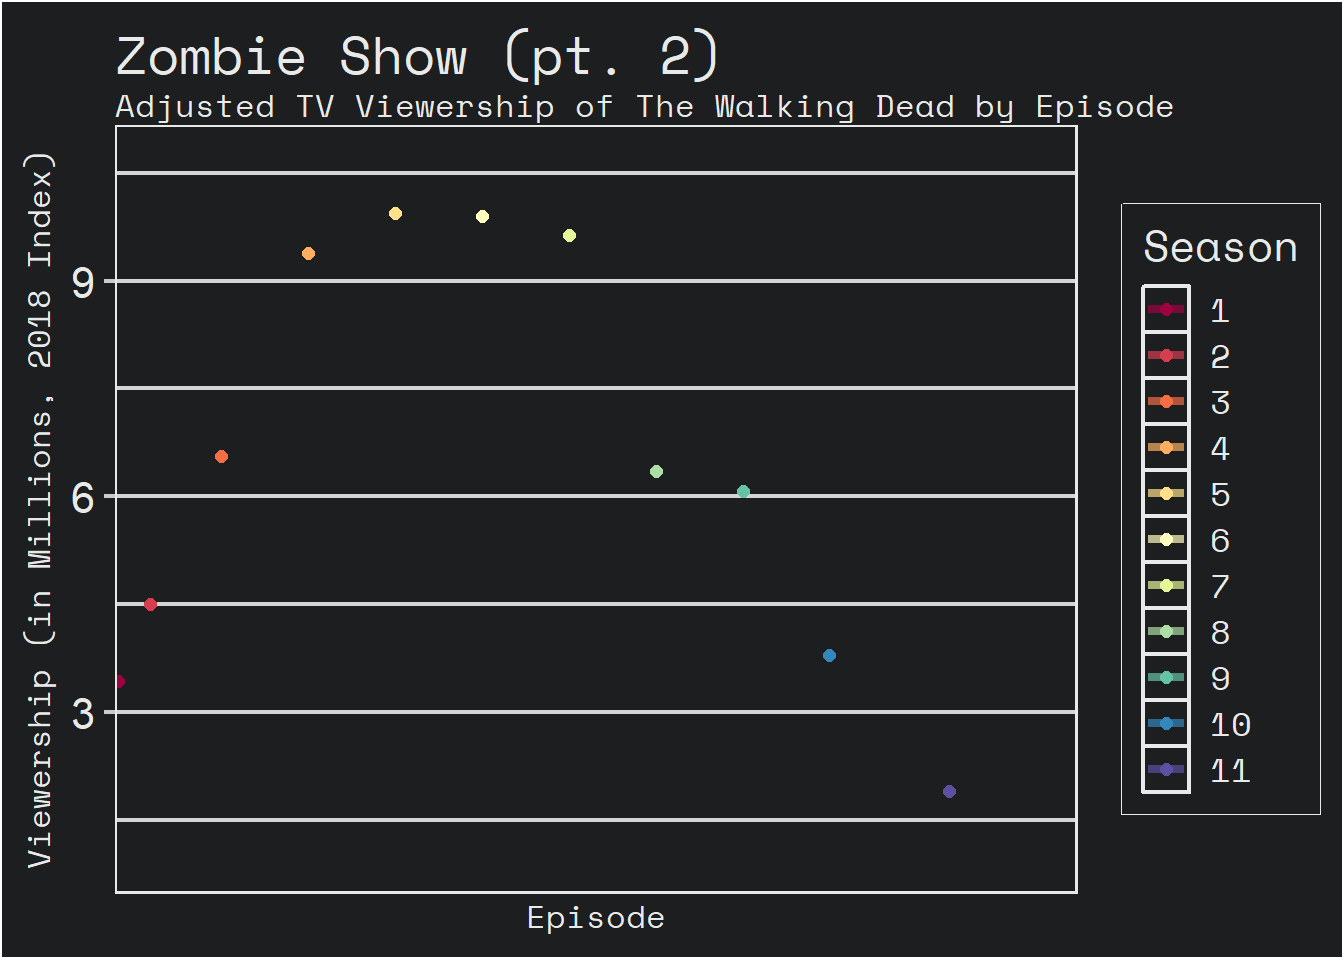 Zombie Show (pt. 2)
Adjusted TV Viewership of The Walking Dead by Episode
Viewership (in Millions, 2018 Index)
9
6
3
Episode
Season
1
2
3
4
5
6
7
8
9
10
11